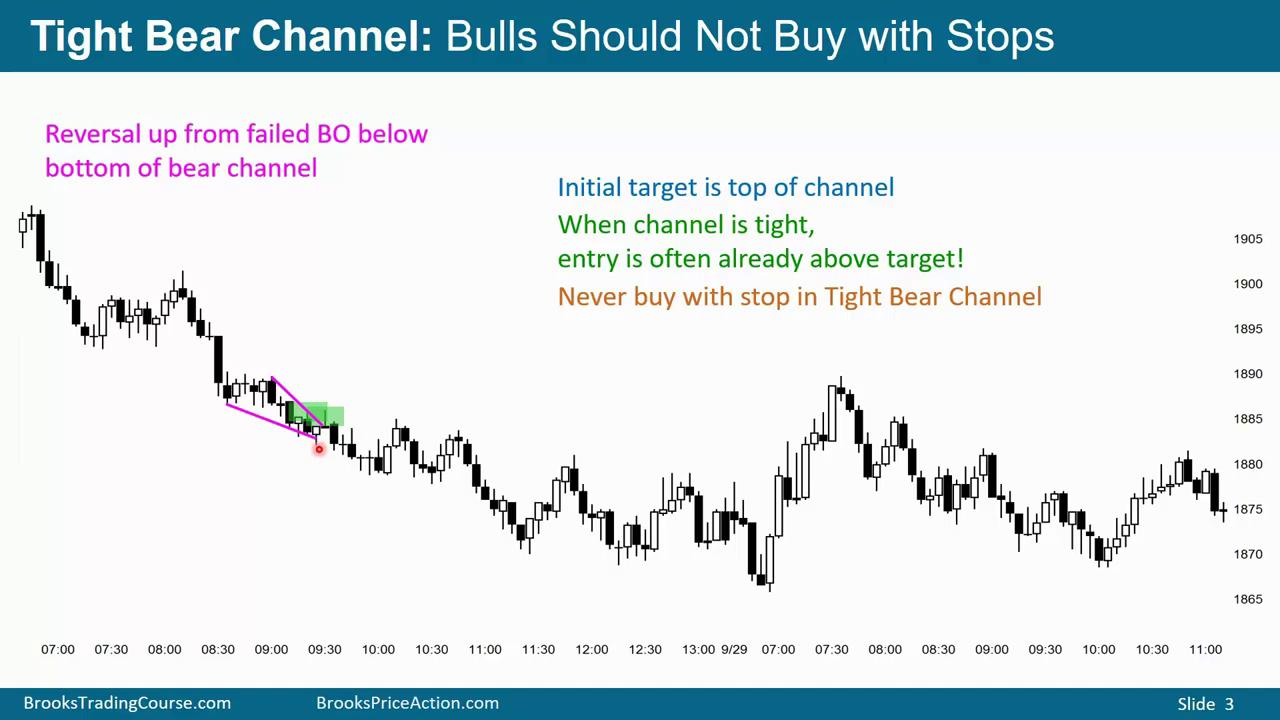 Tight Bear Channel: Bulls Should Not Buy with Stops
Reversal up from failed BO below
bottom of bear channel
Initial target is top of channel
When channel is tight,
entry is often already above target!
Never buy with stop in Tight Bear Channel
1905
1900
1895
1890
1885
1880
1875
1870
1865
07:00 07:30 08:00 08:30 09:00 09:30 10:00 10:30 11:00 11:30 12:00 12:30 13:00 9/29 07:00 07:30 08:00 08:30 09:00 09:30 10:00 10:30 11:00
BrooksTradingCourse.com BrooksPriceAction.com Slide 3